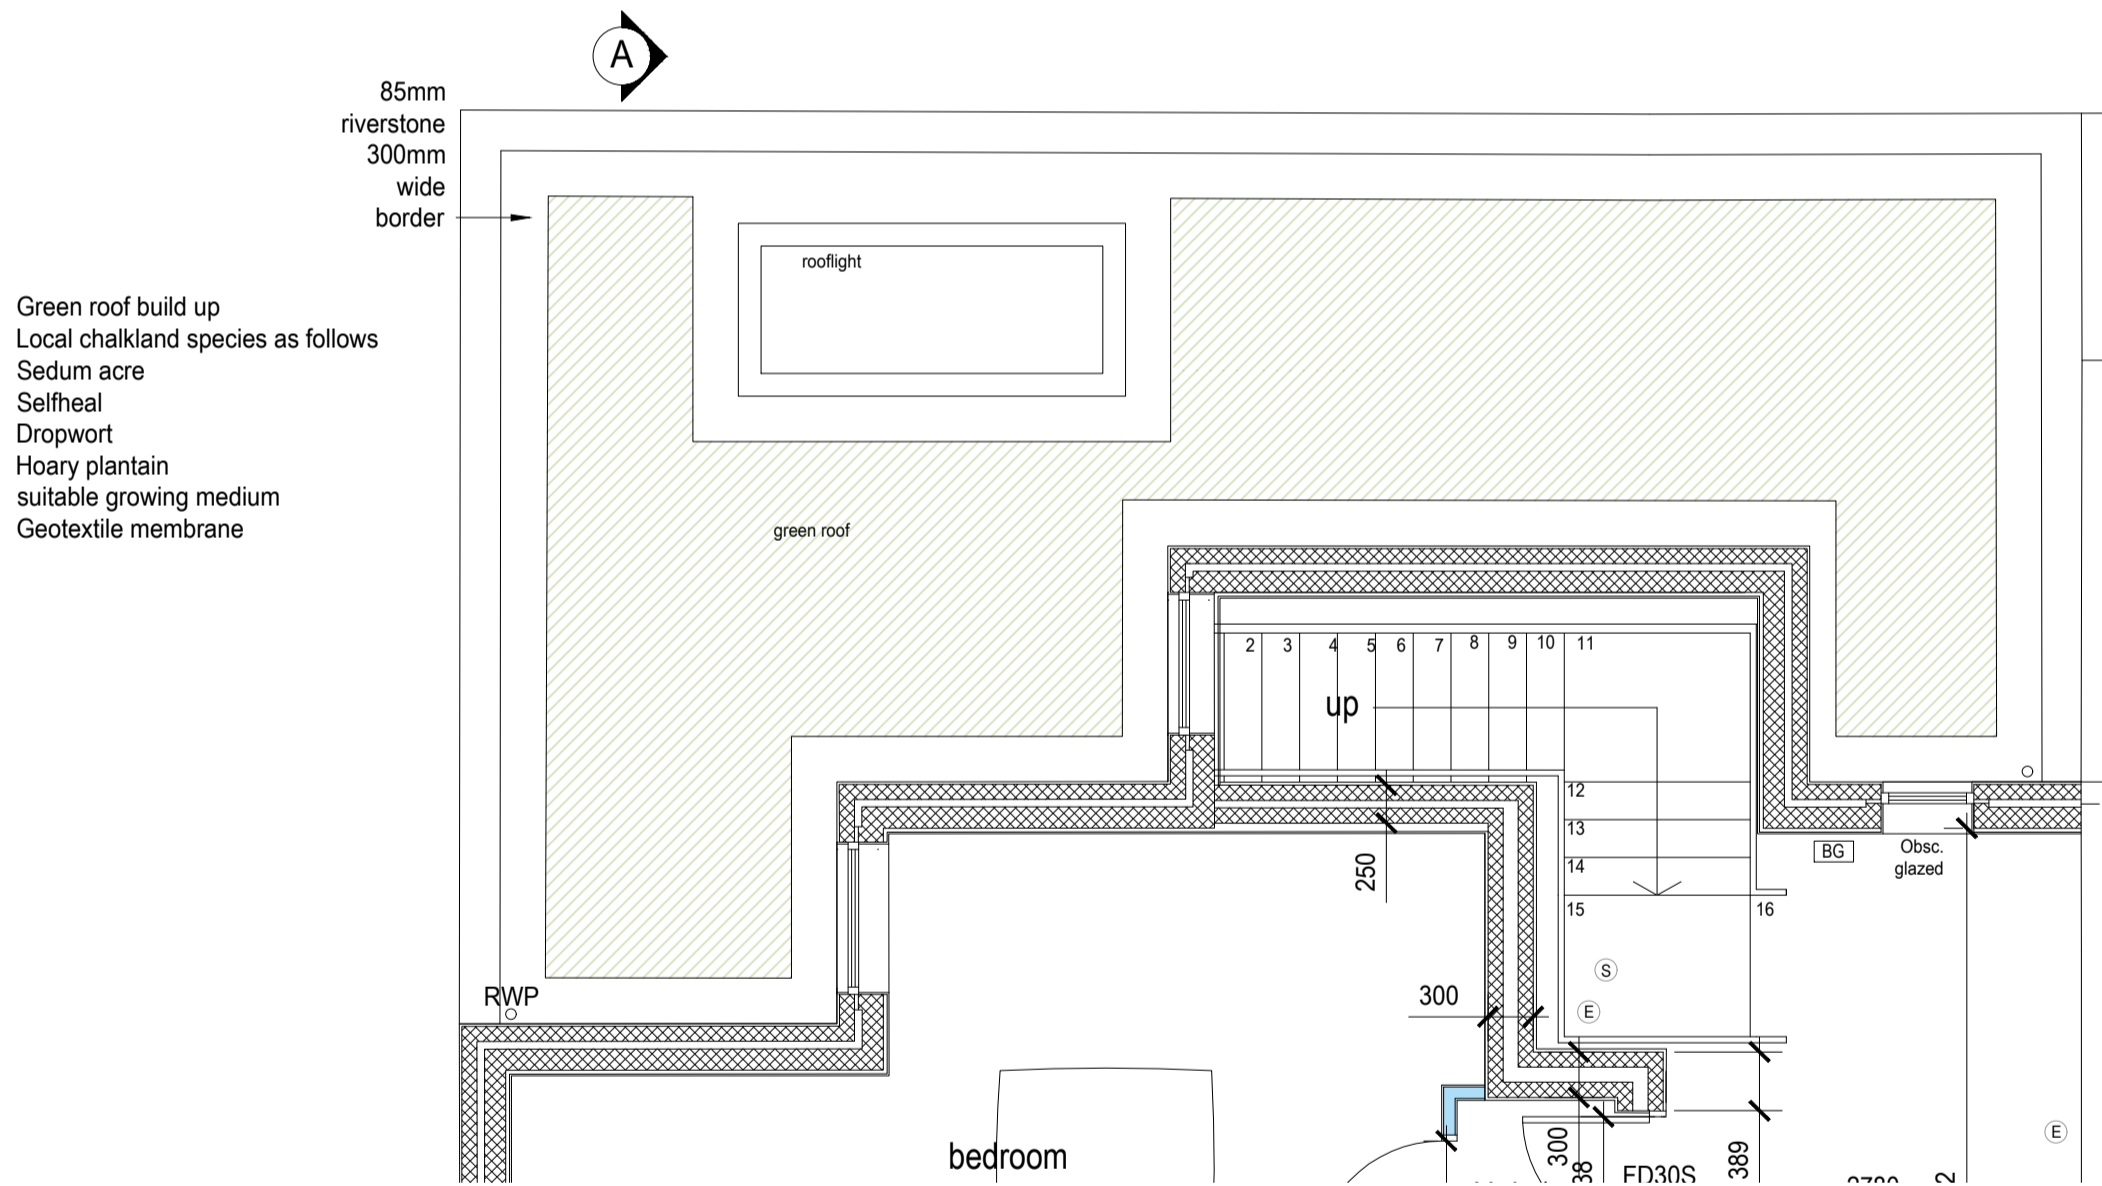 A
85mm
riverstone
300mm
wide
border
rooflight
Green roof build up
Local chalkland species as follows
Sedum acre
Selfheal
Dropwort
Hoary plantain
suitable growing medium
Geotextile membrane
green roof
2 3 4 5 6 7 8 9 10 11
up
12
13
14
15 16
250
BG
Obsc.
glazed
S
E
RWP
300
E
bedroom
300
389
FD30S